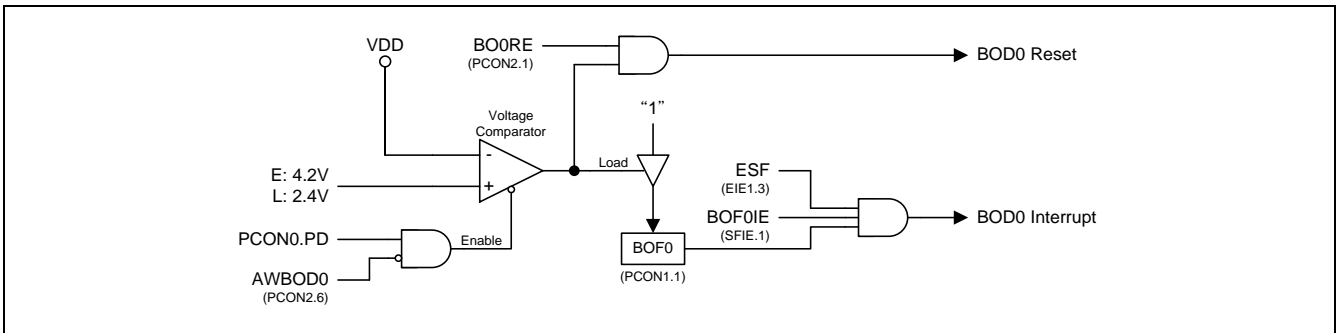 VDD
BO0RE
(PCON2.1)
BOD0 Reset
"1"
Voltage
Comparator
-
+
Load
E: 4.2V
L: 2.4V
ESF
(EIE1.3)
BOF0IE
(SFIE.1)
BOD0 Interrupt
PCON0.PD
Enable
AWBOD0
(PCON2.6)
BOF0
(PCON1.1)